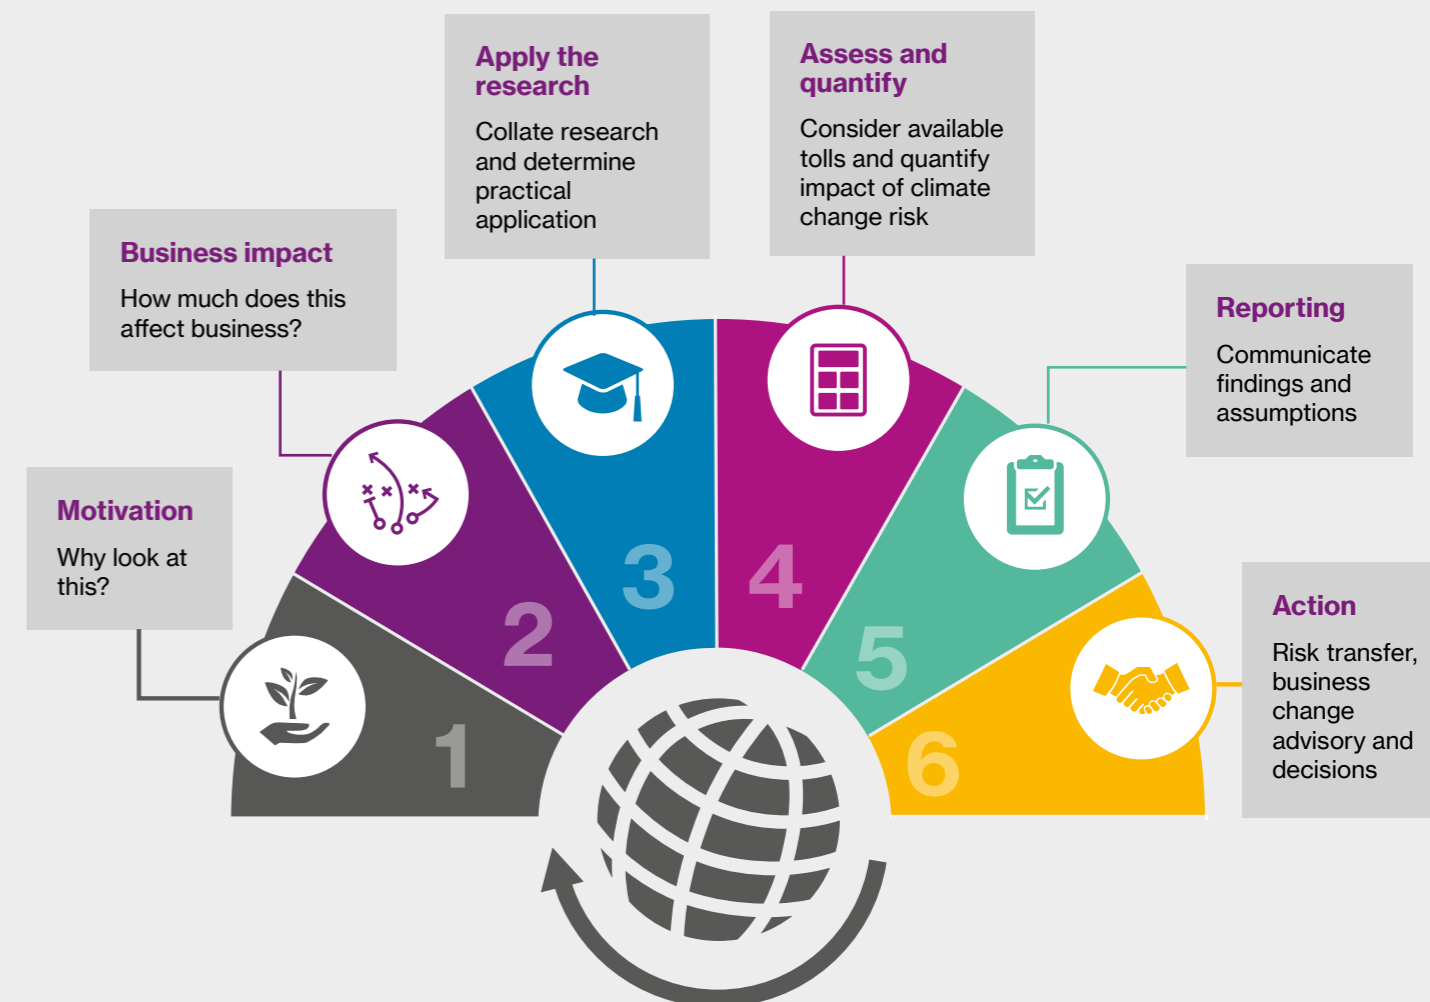 Motivation
Why look at
this?
1
Business impact
How much does this
affect business?
2
Apply the
research
Collate research
and determine
practical
application
3
Assess and
quantify
Consider available
tolls and quantify
impact of climate
change risk
4
Reporting
Communicate
findings and
assumptions
5
Action
Risk transfer,
business
change
advisory and
decisions
6